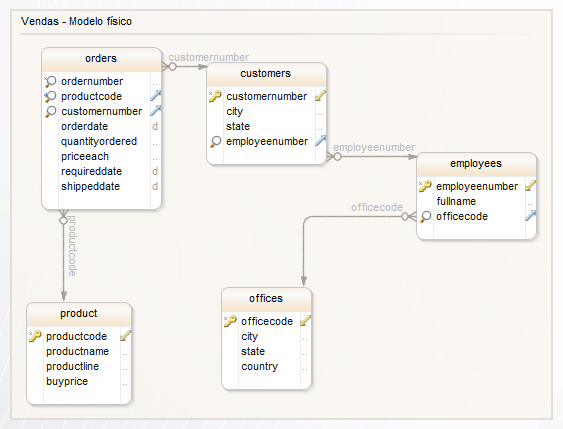 Vendas - Modelo físico
orders
ordernumber
productcode
customernumber
orderdate d
quantityordered ..
priceeach ..
requireddate d
shippeddate d
customernumber
customers
customernumber
city ..
state ..
employeenumber
employeenumber
employees
employeenumber
fullname ..
officecode
officecode
productcode
product
productcode
productname ..
productline ..
buyprice ..
offices
officecode
city ..
state ..
country ..